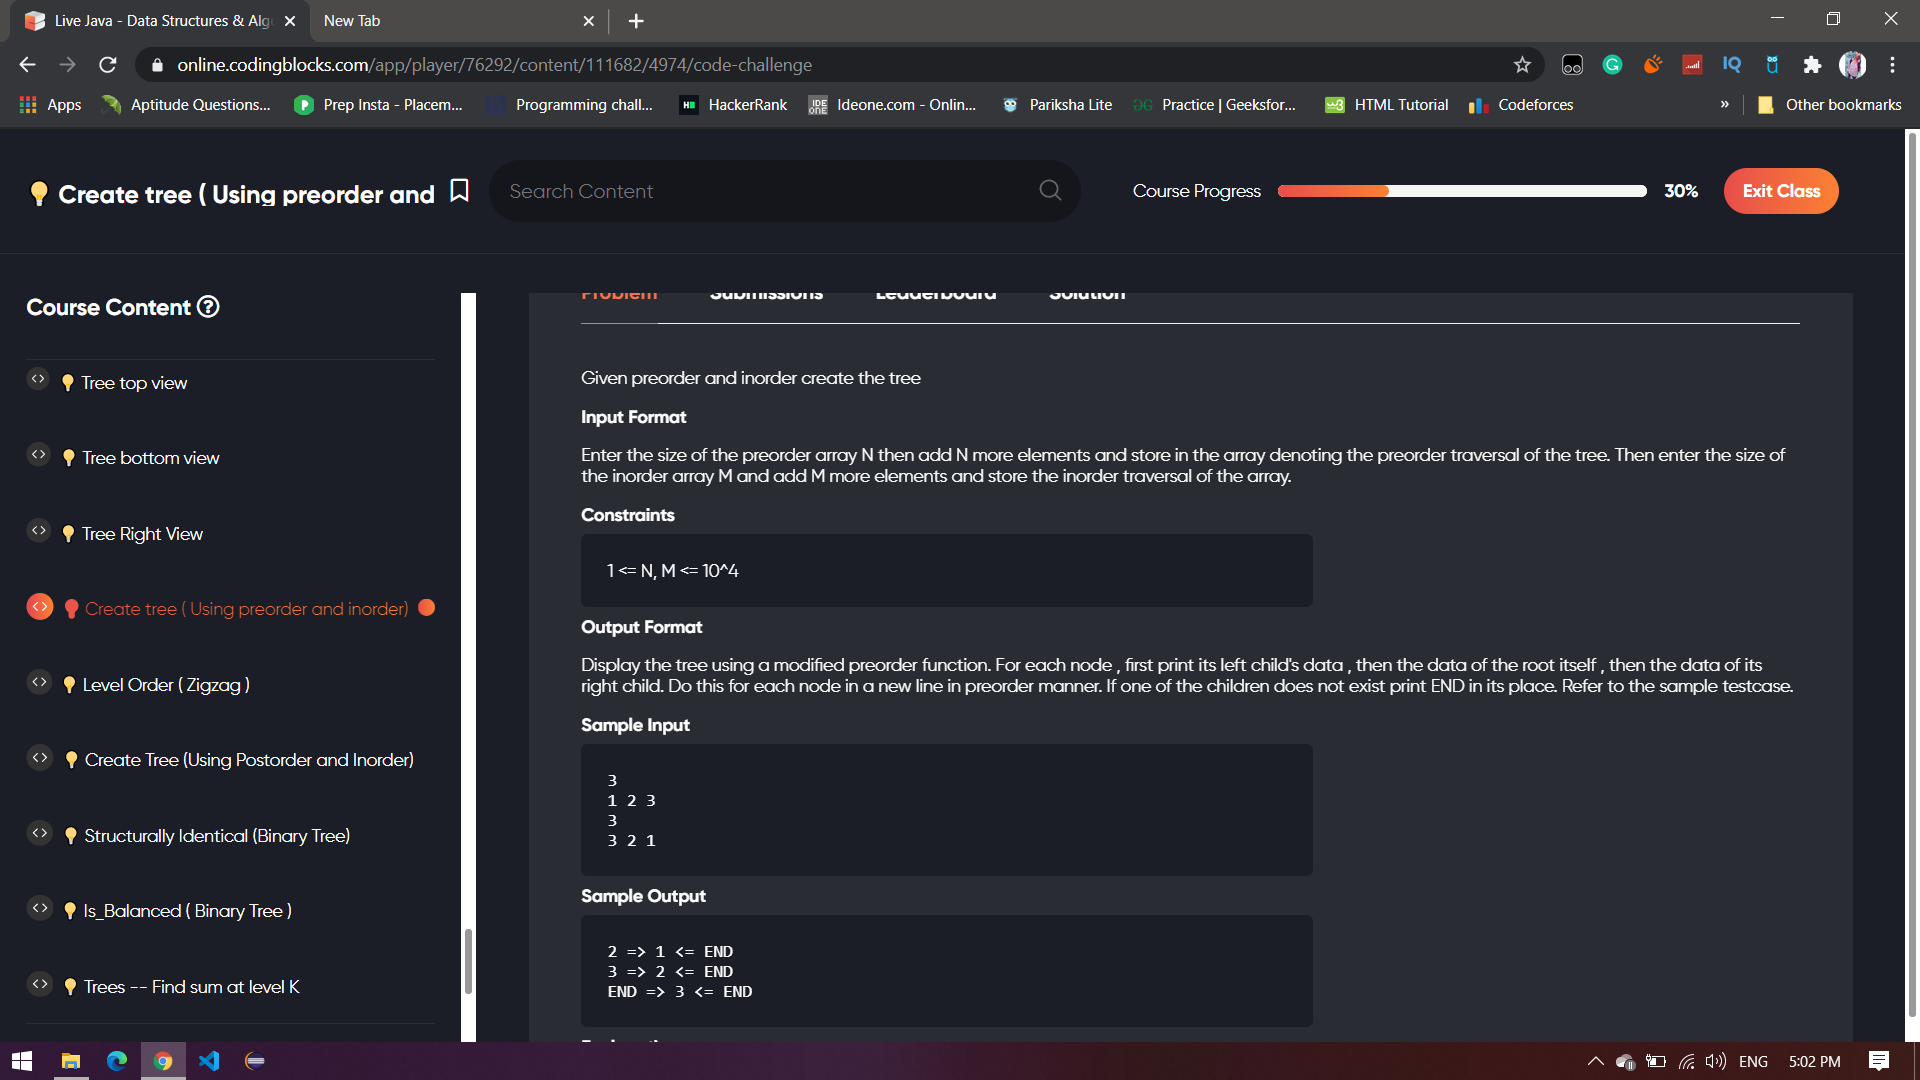 Live Java - Data Structures & Algo
New Tab
online.codingblocks.com/app/player/76292/content/111682/4974/code-challenge
IQ
Apps
Aptitude Questions...
Prep Insta - Placem...
Programming chall...
HackerRank
Ideone.com - Onlin...
Pariksha Lite
Practice | Geeksfor...
HTML Tutorial
Codeforces
»
Other bookmarks
Create tree ( Using preorder and
Search Content
Course Progress
30%
Exit Class
Course Content
Tree top view
Tree bottom view
Tree Right View
Create tree ( Using preorder and inorder)
Level Order ( Zigzag )
Create Tree (Using Postorder and Inorder)
Structurally Identical (Binary Tree)
Is_Balanced ( Binary Tree )
Trees -- Find sum at level K
Problem
Submissions
Leaderboard
Solution
Given preorder and inorder create the tree
Input Format
Enter the size of the preorder array N then add N more elements and store in the array denoting the preorder traversal of the tree. Then enter the size of
the inorder array M and add M more elements and store the inorder traversal of the array.
Constraints
1 <= N, M <= 10^4
Output Format
Display the tree using a modified preorder function. For each node , first print its left child's data , then the data of the root itself , then the data of its
right child. Do this for each node in a new line in preorder manner. If one of the children does not exist print END in its place. Refer to the sample testcase.
Sample Input
3
1 2 3
3
3 2 1
Sample Output
2 => 1 <= END
3 => 2 <= END
END => 3 <= END
ENG
5:02 PM